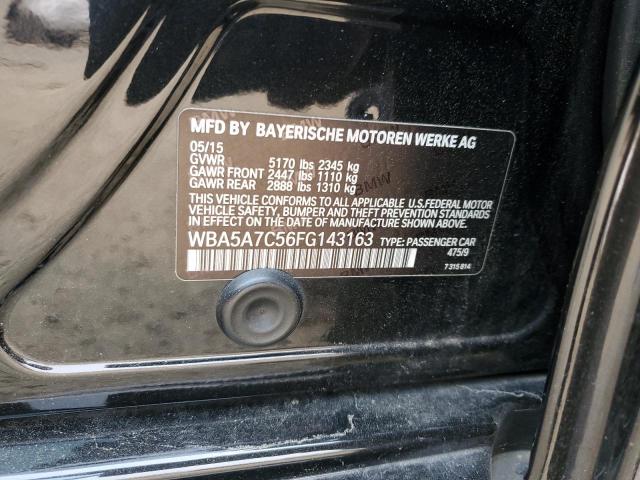 MFD BY BAYERISCHE MOTOREN WERKE AG
05/15
GVWR 5170 lbs 2345 kg
GAWR FRONT 2447 lbs 1110 kg
GAWR REAR 2888 lbs 1310 kg
THIS VEHICLE CONFORMS TO ALL APPLICABLE U.S.FEDERAL MOTOR
VEHICLE SAFETY, BUMPER AND THEFT PREVENTION STANDARDS
IN EFFECT ON THE DATE OF MANUFACTURE SHOWN ABOVE.
WBA5A7C56FG143163 TYPE: PASSENGER CAR
475/9
7 315 814